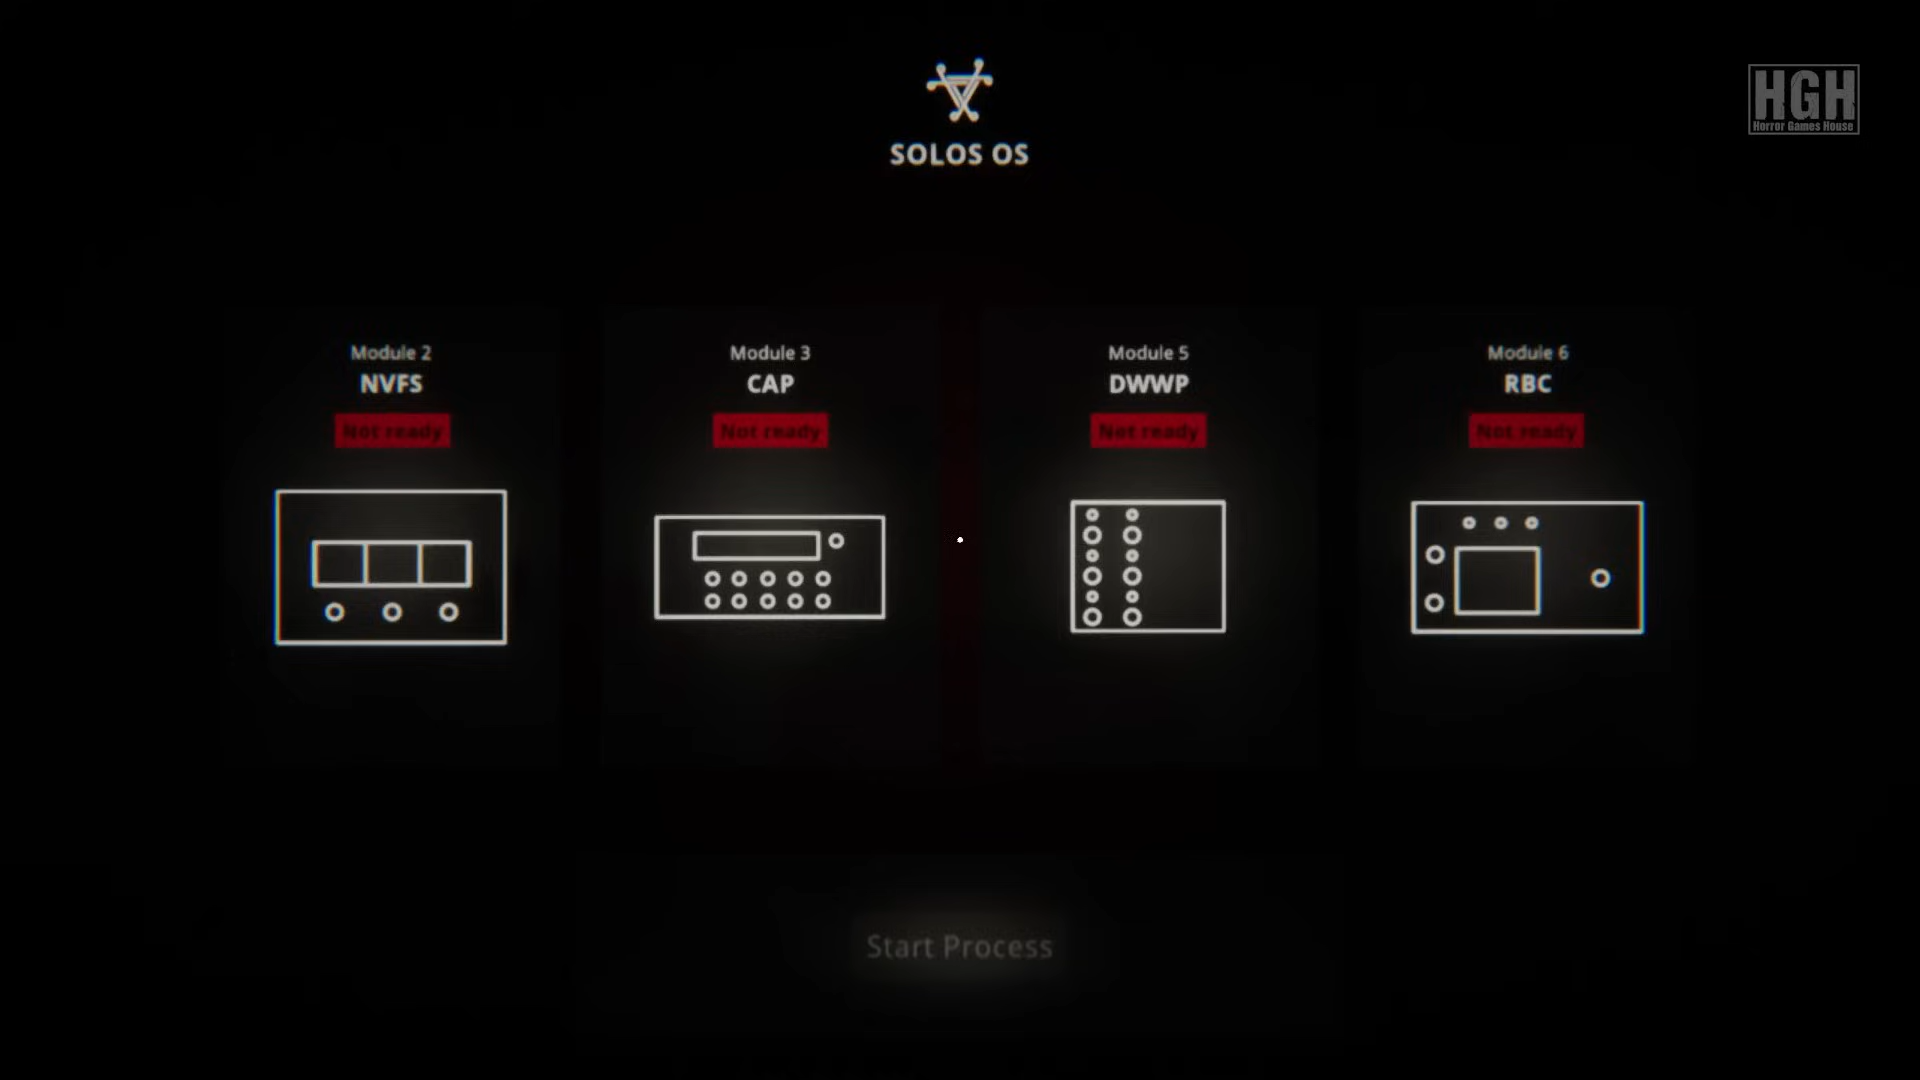 SOLOS OS
HGH
Horror Games House
Module 2
NVFS
Not ready
Module 3
CAP
Not ready
Module 5
DWWP
Not ready
Module 6
RBC
Not ready
Start Process